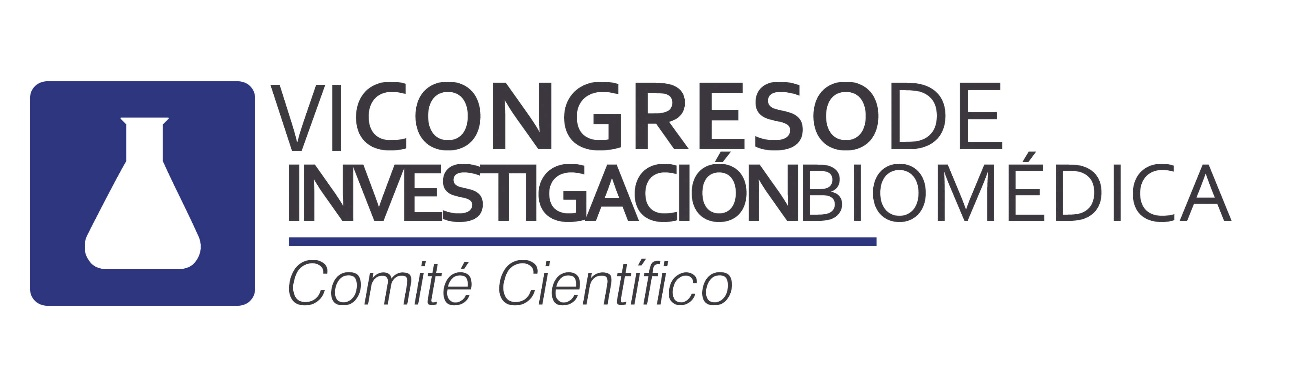 VICONGRESODE
INVESTIGACIÓNBIOMÉDICA
Comité Científico